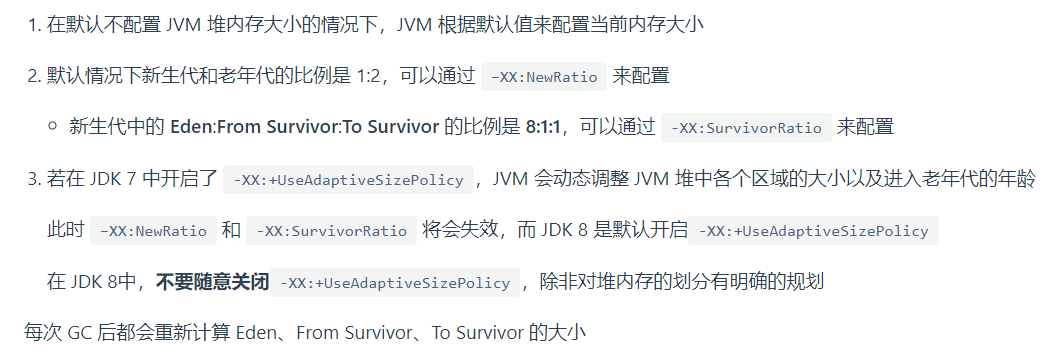 1. 在默认不配置 JVM 堆内存大小的情况下，JVM 根据默认值来配置当前内存大小
2. 默认情况下新生代和老年代的比例是 1:2，可以通过 –XX:NewRatio 来配置
新生代中的 Eden:From Survivor:To Survivor 的比例是 8:1:1，可以通过 -XX:SurvivorRatio 来配置
3. 若在 JDK 7 中开启了 -XX:+UseAdaptiveSizePolicy，JVM 会动态调整 JVM 堆中各个区域的大小以及进入老年代的年龄
此时 –XX:NewRatio 和 -XX:SurvivorRatio 将会失效，而 JDK 8 是默认开启-XX:+UseAdaptiveSizePolicy
在 JDK 8中，不要随意关闭-XX:+UseAdaptiveSizePolicy，除非对堆内存的划分有明确的规划
每次 GC 后都会重新计算 Eden、From Survivor、To Survivor 的大小